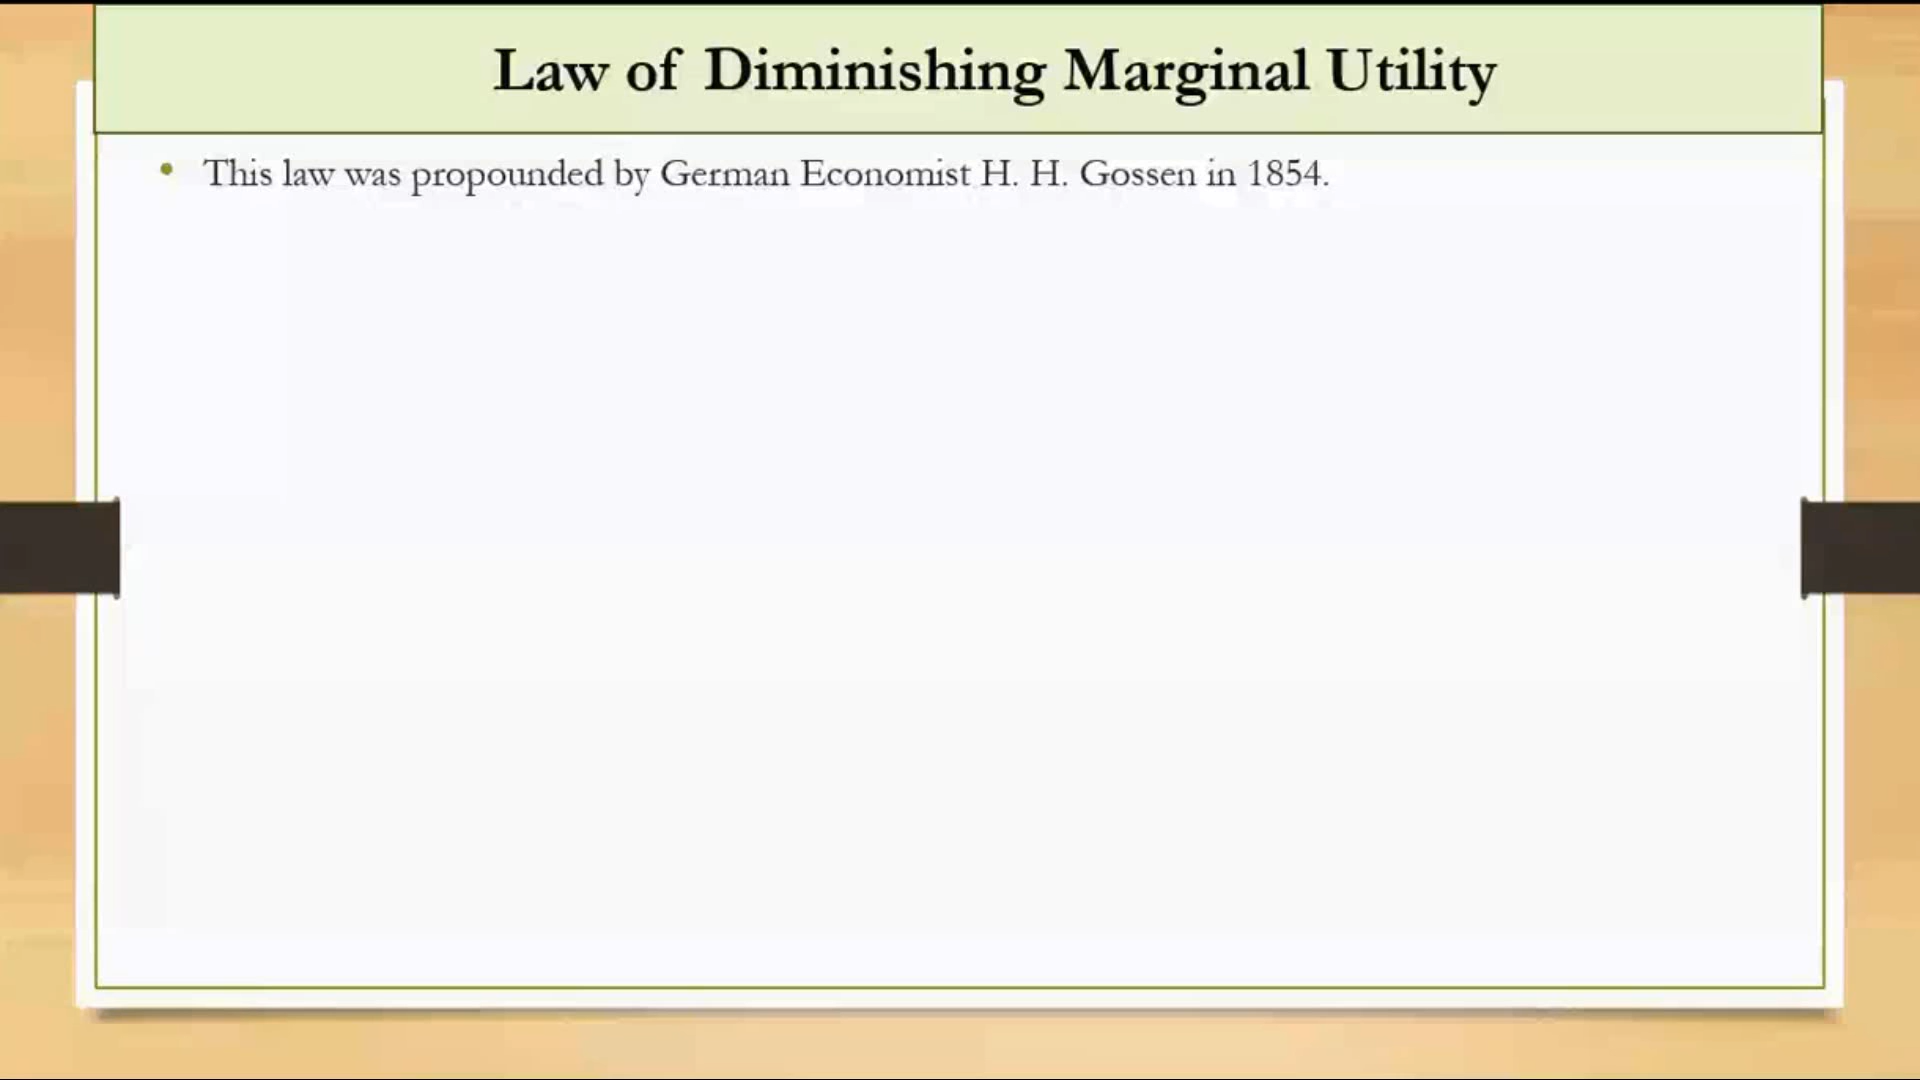 Law of Diminishing Marginal Utility
• This law was propounded by German Economist H. H. Gossen in 1854.